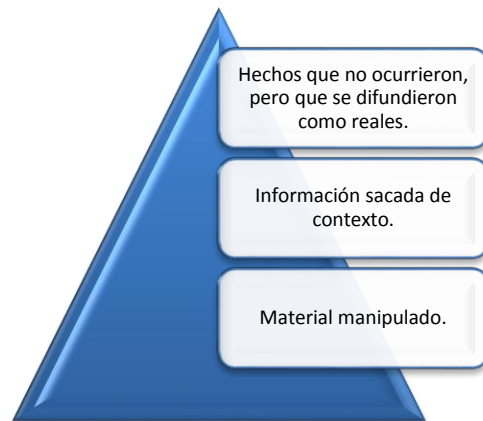 Hechos que no ocurrieron,
pero que se difundieron
como reales.
Información sacada de
contexto.
Material manipulado.